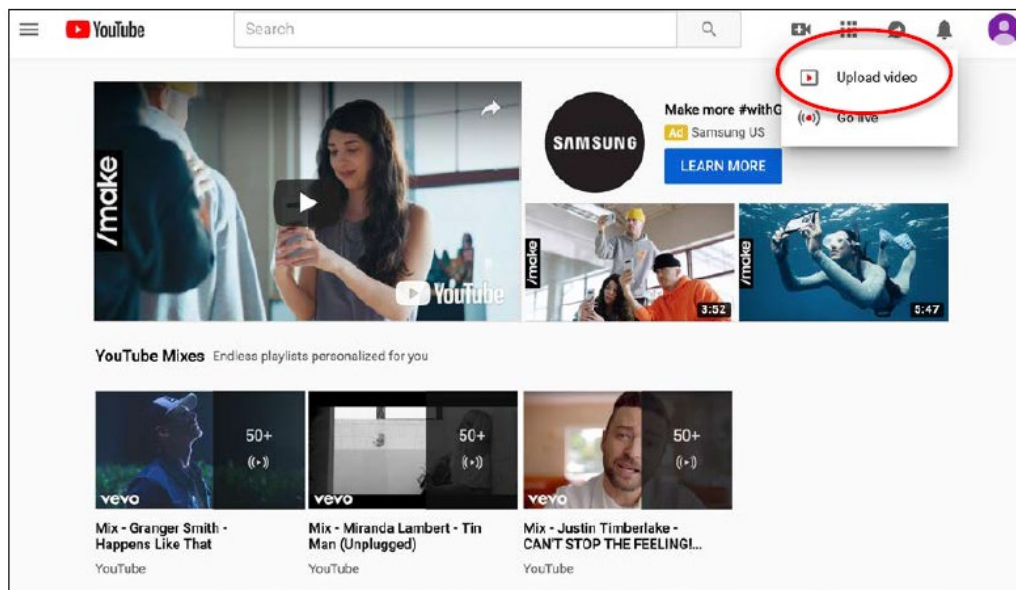 YouTube
Search
Upload video
Go live
/make
YouTube
SAMSUNG
Make more #withG
Ad Samsung US
LEARN MORE
/make
3:52
/make
5:47
YouTube Mixes Endless playlists personalized for you
50+
vevo
50+
vevo
50+
vevo
Mix - Granger Smith -
Happens Like That
YouTube
Mix - Miranda Lambert - Tin
Man (Unplugged)
YouTube
Mix - Justin Timberlake -
CAN'T STOP THE FEELING!...
YouTube